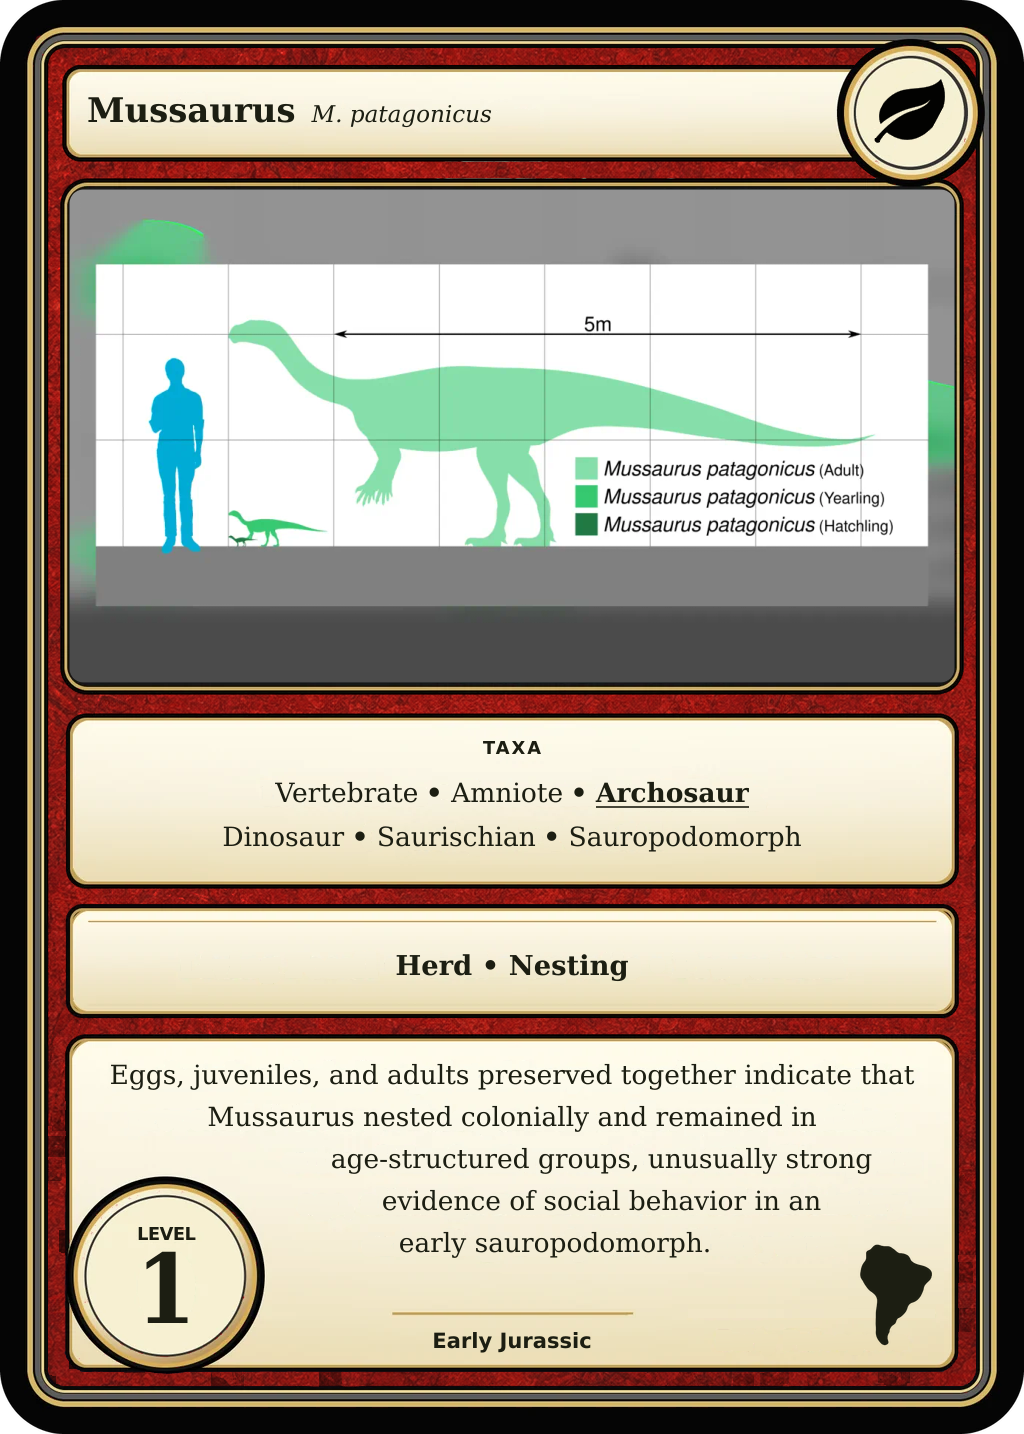 Mussaurus M. patagonicus
5m
Mussaurus patagonicus (Adult)
Mussaurus patagonicus (Yearling)
Mussaurus patagonicus (Hatchling)
TAXA
Vertebrate • Amniote • Archosaur
Dinosaur • Saurischian • Sauropodomorph
Herd • Nesting
Eggs, juveniles, and adults preserved together indicate that
Mussaurus nested colonially and remained in
age-structured groups, unusually strong
evidence of social behavior in an
early sauropodomorph.
LEVEL
1
Early Jurassic